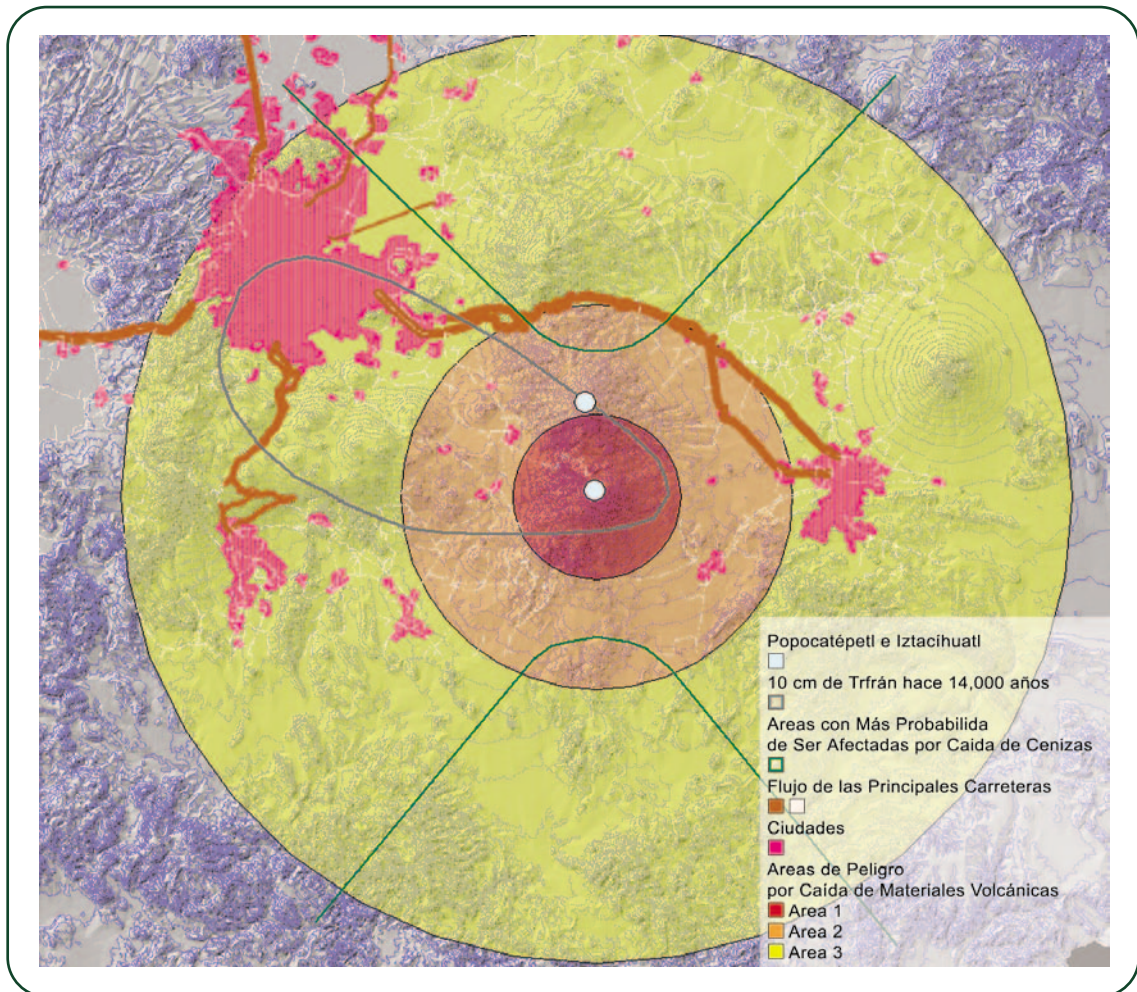 Popocatépetl e Iztacíhuatl
10 cm de Trfrán hace 14,000 años
Areas con Más Probabilida
de Ser Afectadas por Caida de Cenizas
Flujo de las Principales Carreteras
Ciudades
Areas de Peligro
por Caída de Materiales Volcánicas
Area 1
Area 2
Area 3